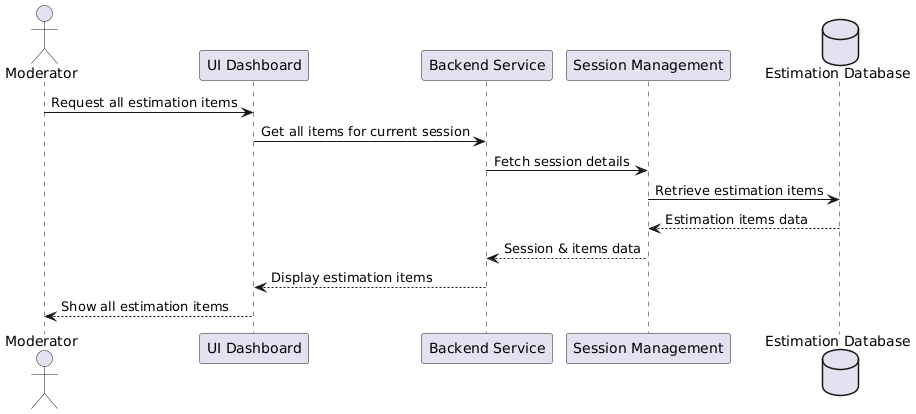 Moderator
UI Dashboard
Backend Service
Session Management
Estimation Database
Request all estimation items
Get all items for current session
Fetch session details
Retrieve estimation items
Estimation items data
Session & items data
Display estimation items
Show all estimation items
Moderator
UI Dashboard
Backend Service
Session Management
Estimation Database